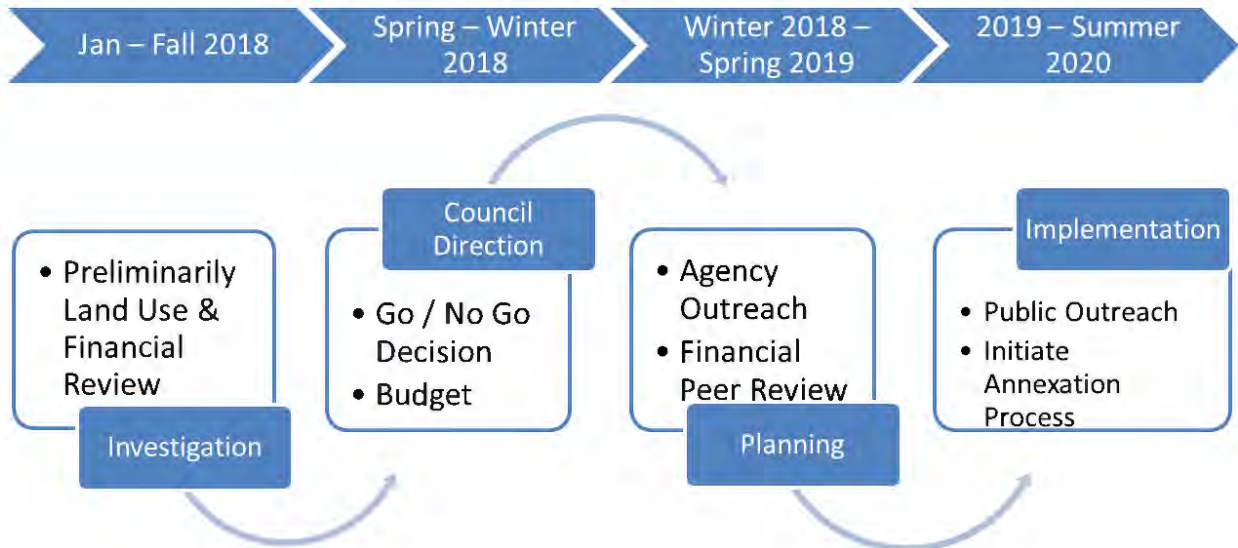 Jan – Fall 2018
Spring – Winter
2018
Winter 2018 –
Spring 2019
2019 – Summer
2020
• Preliminarily
Land Use &
Financial
Review
Investigation
Council
Direction
• Go / No Go
Decision
• Budget
• Agency
Outreach
• Financial
Peer Review
Planning
Implementation
• Public Outreach
• Initiate
Annexation
Process